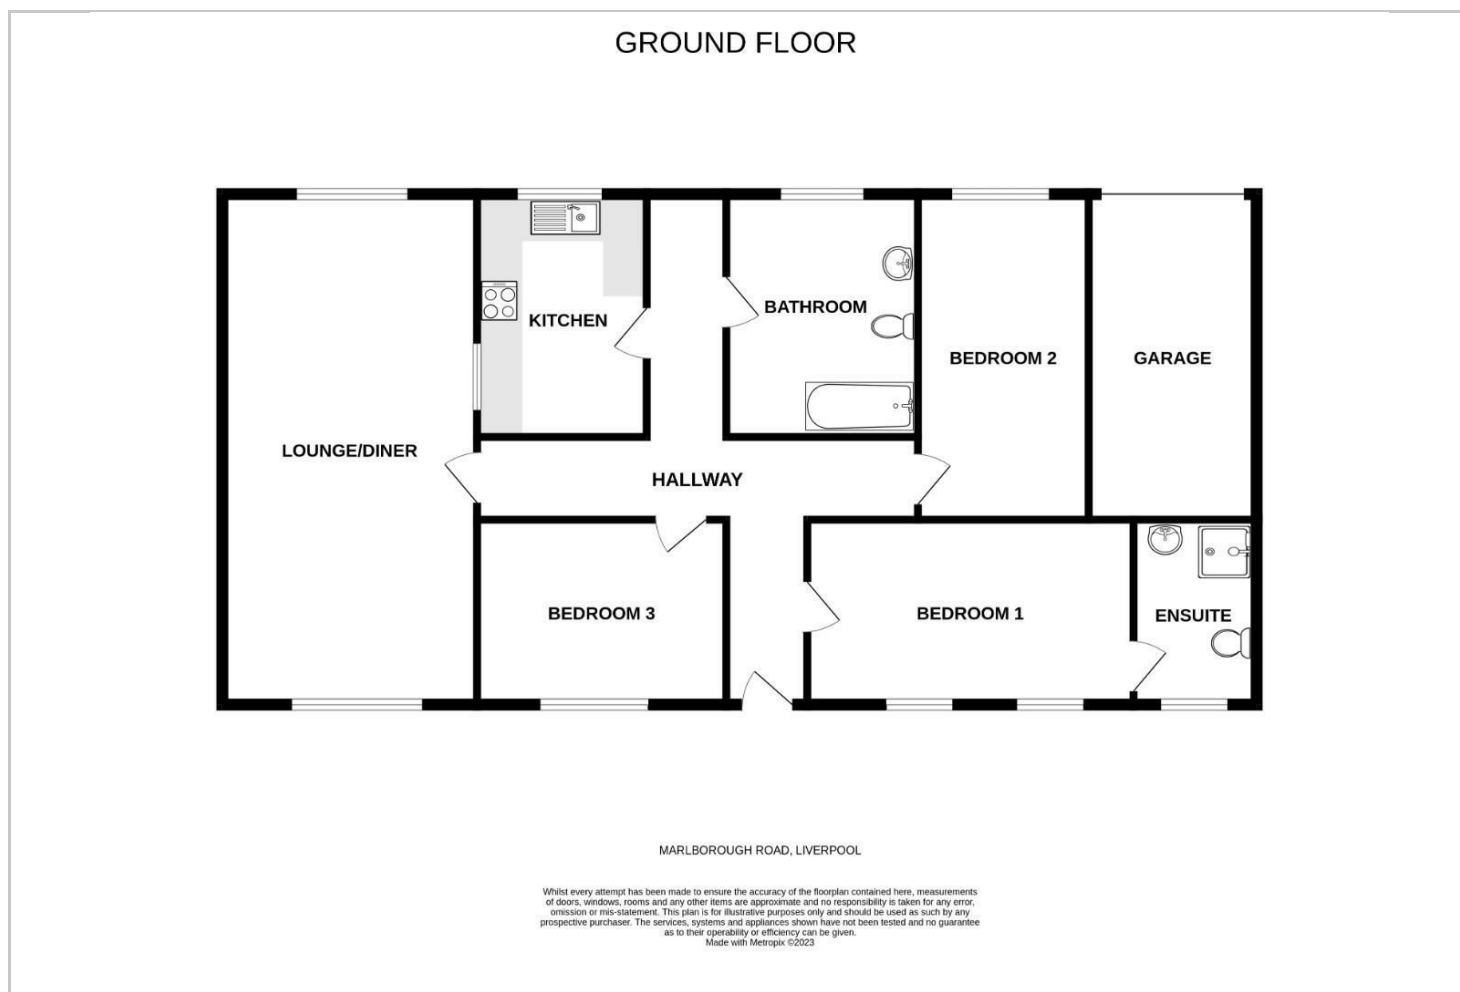 GROUND FLOOR
KITCHEN
BATHROOM
BEDROOM 2
GARAGE
LOUNGE/DINER
HALLWAY
BEDROOM 3
BEDROOM 1
ENSUITE
MARLBOROUGH ROAD, LIVERPOOL
Whilst every attempt has been made to ensure the accuracy of the floorplan contained here, measurements
of doors, windows, rooms and any other items are approximate and no responsibility is taken for any error,
omission or mis-statement. This plan is for illustrative purposes only and should be used as such by any
prospective purchaser. The services, systems and appliances shown have not been tested and no guarantee
as to their operability or efficiency can be given.
Made with Metropix ©2023